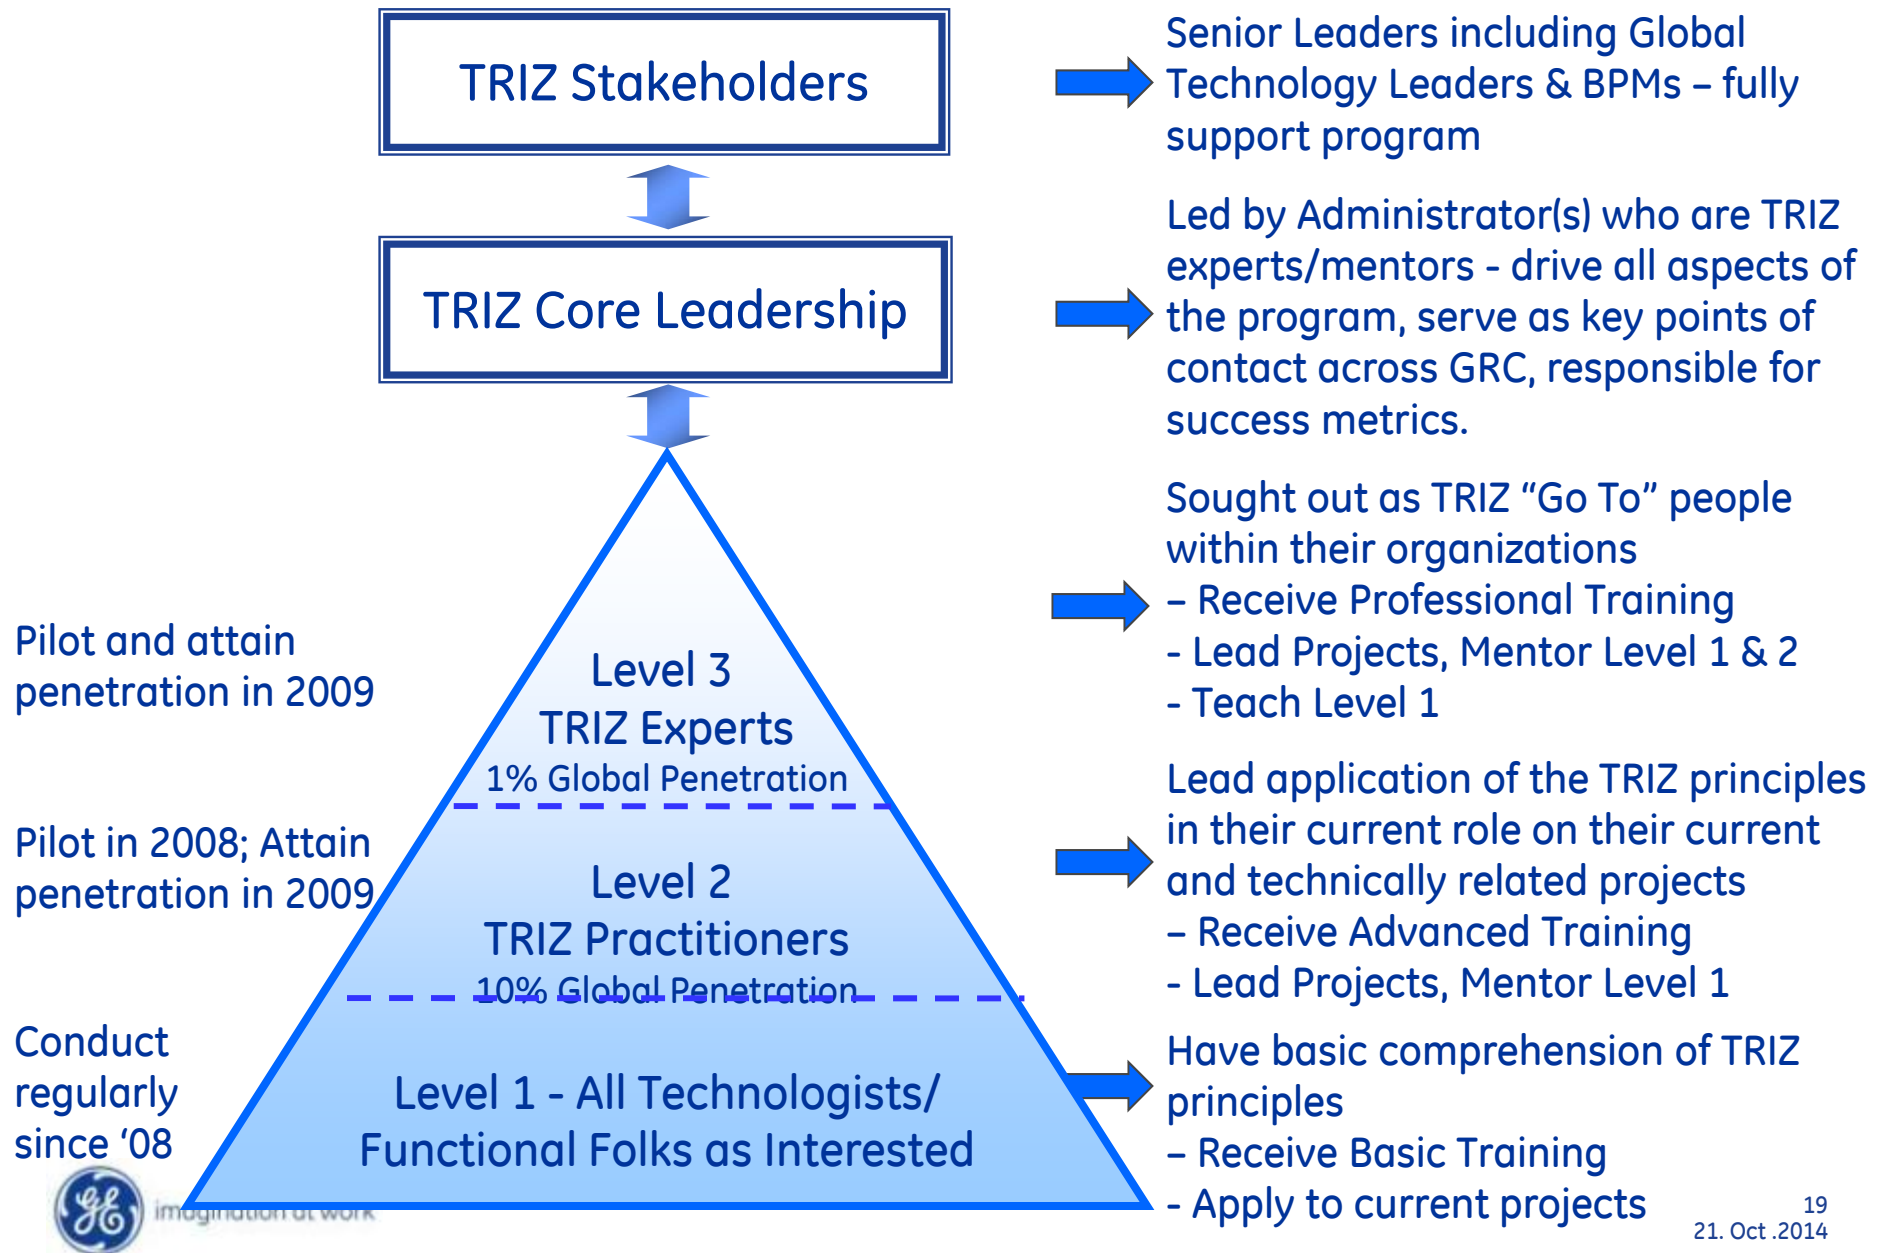 TRIZ Stakeholders
Senior Leaders including Global
Technology Leaders & BPMs – fully
support program
TRIZ Core Leadership
Led by Administrator(s) who are TRIZ
experts/mentors - drive all aspects of
the program, serve as key points of
contact across GRC, responsible for
success metrics.
Pilot and attain
penetration in 2009
Level 3
TRIZ Experts
1% Global Penetration
Sought out as TRIZ “Go To” people
within their organizations
– Receive Professional Training
- Lead Projects, Mentor Level 1 & 2
- Teach Level 1
Pilot in 2008; Attain
penetration in 2009
Level 2
TRIZ Practitioners
10% Global Penetration
Lead application of the TRIZ principles
in their current role on their current
and technically related projects
– Receive Advanced Training
- Lead Projects, Mentor Level 1
Conduct
regularly
since ‘08
Level 1 - All Technologists/
Functional Folks as Interested
Have basic comprehension of TRIZ
principles
– Receive Basic Training
- Apply to current projects
GE
imagination at work
19
21. Oct .2014